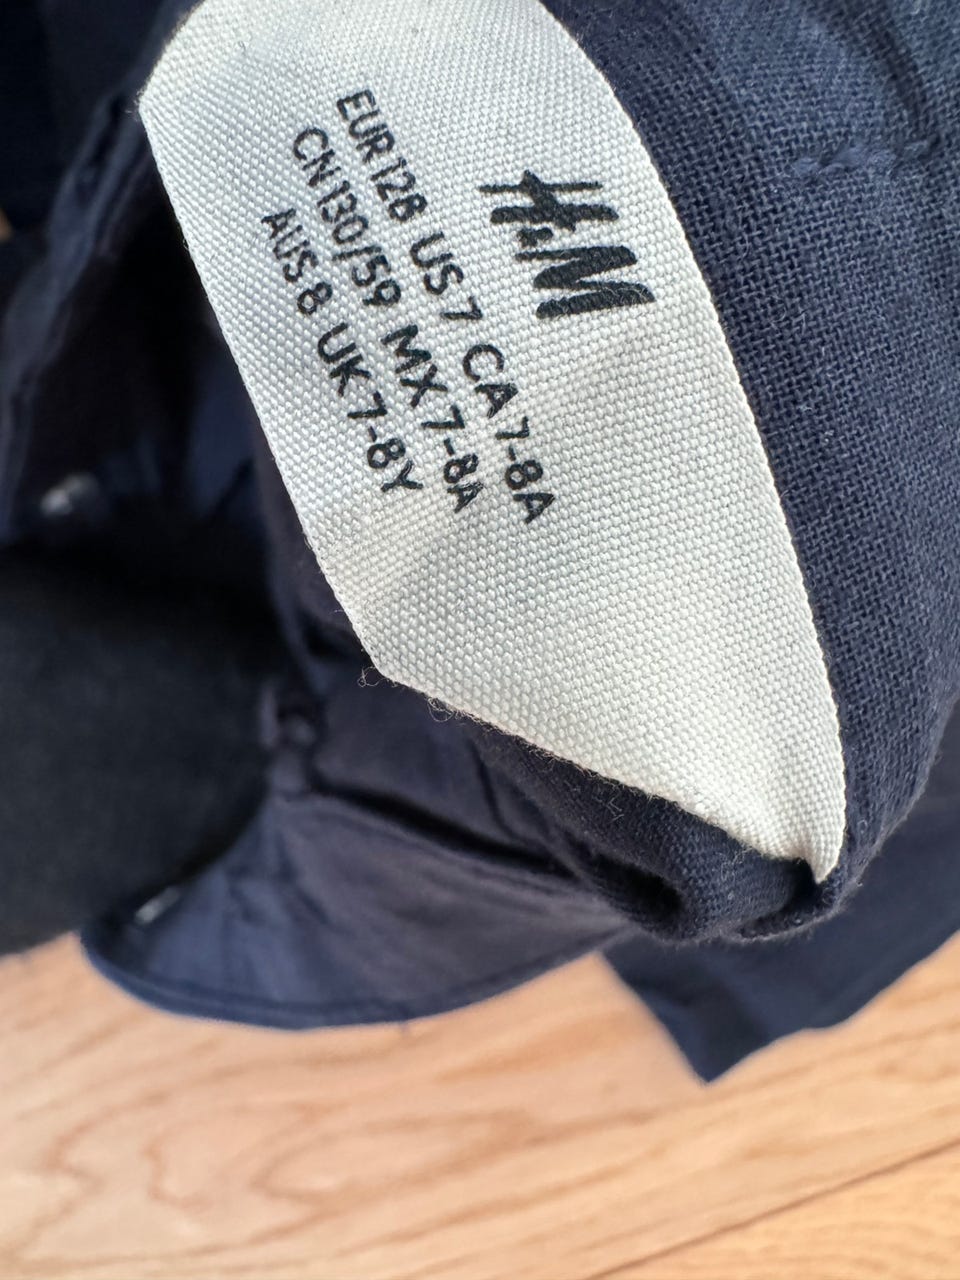 H&M
EUR 128 US 7 CA 7-8A
CN 130/59 MX 7-8A
AUS 8 UK 7-8Y